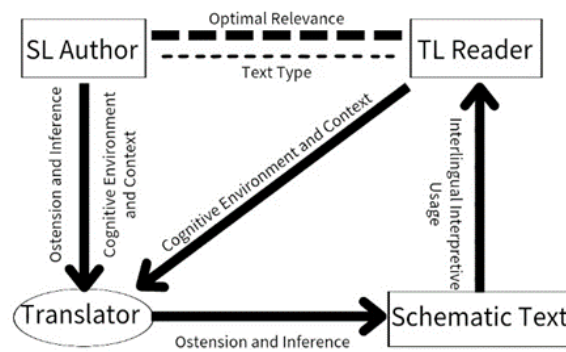 Optimal Relevance
SL Author
TL Reader
Text Type
Ostension and Inference
Cognitive Environment
and Context
Cognitive Environment and Context
Interlingual Interpretive
Usage
Translator
Schematic Text
Ostension and Inference